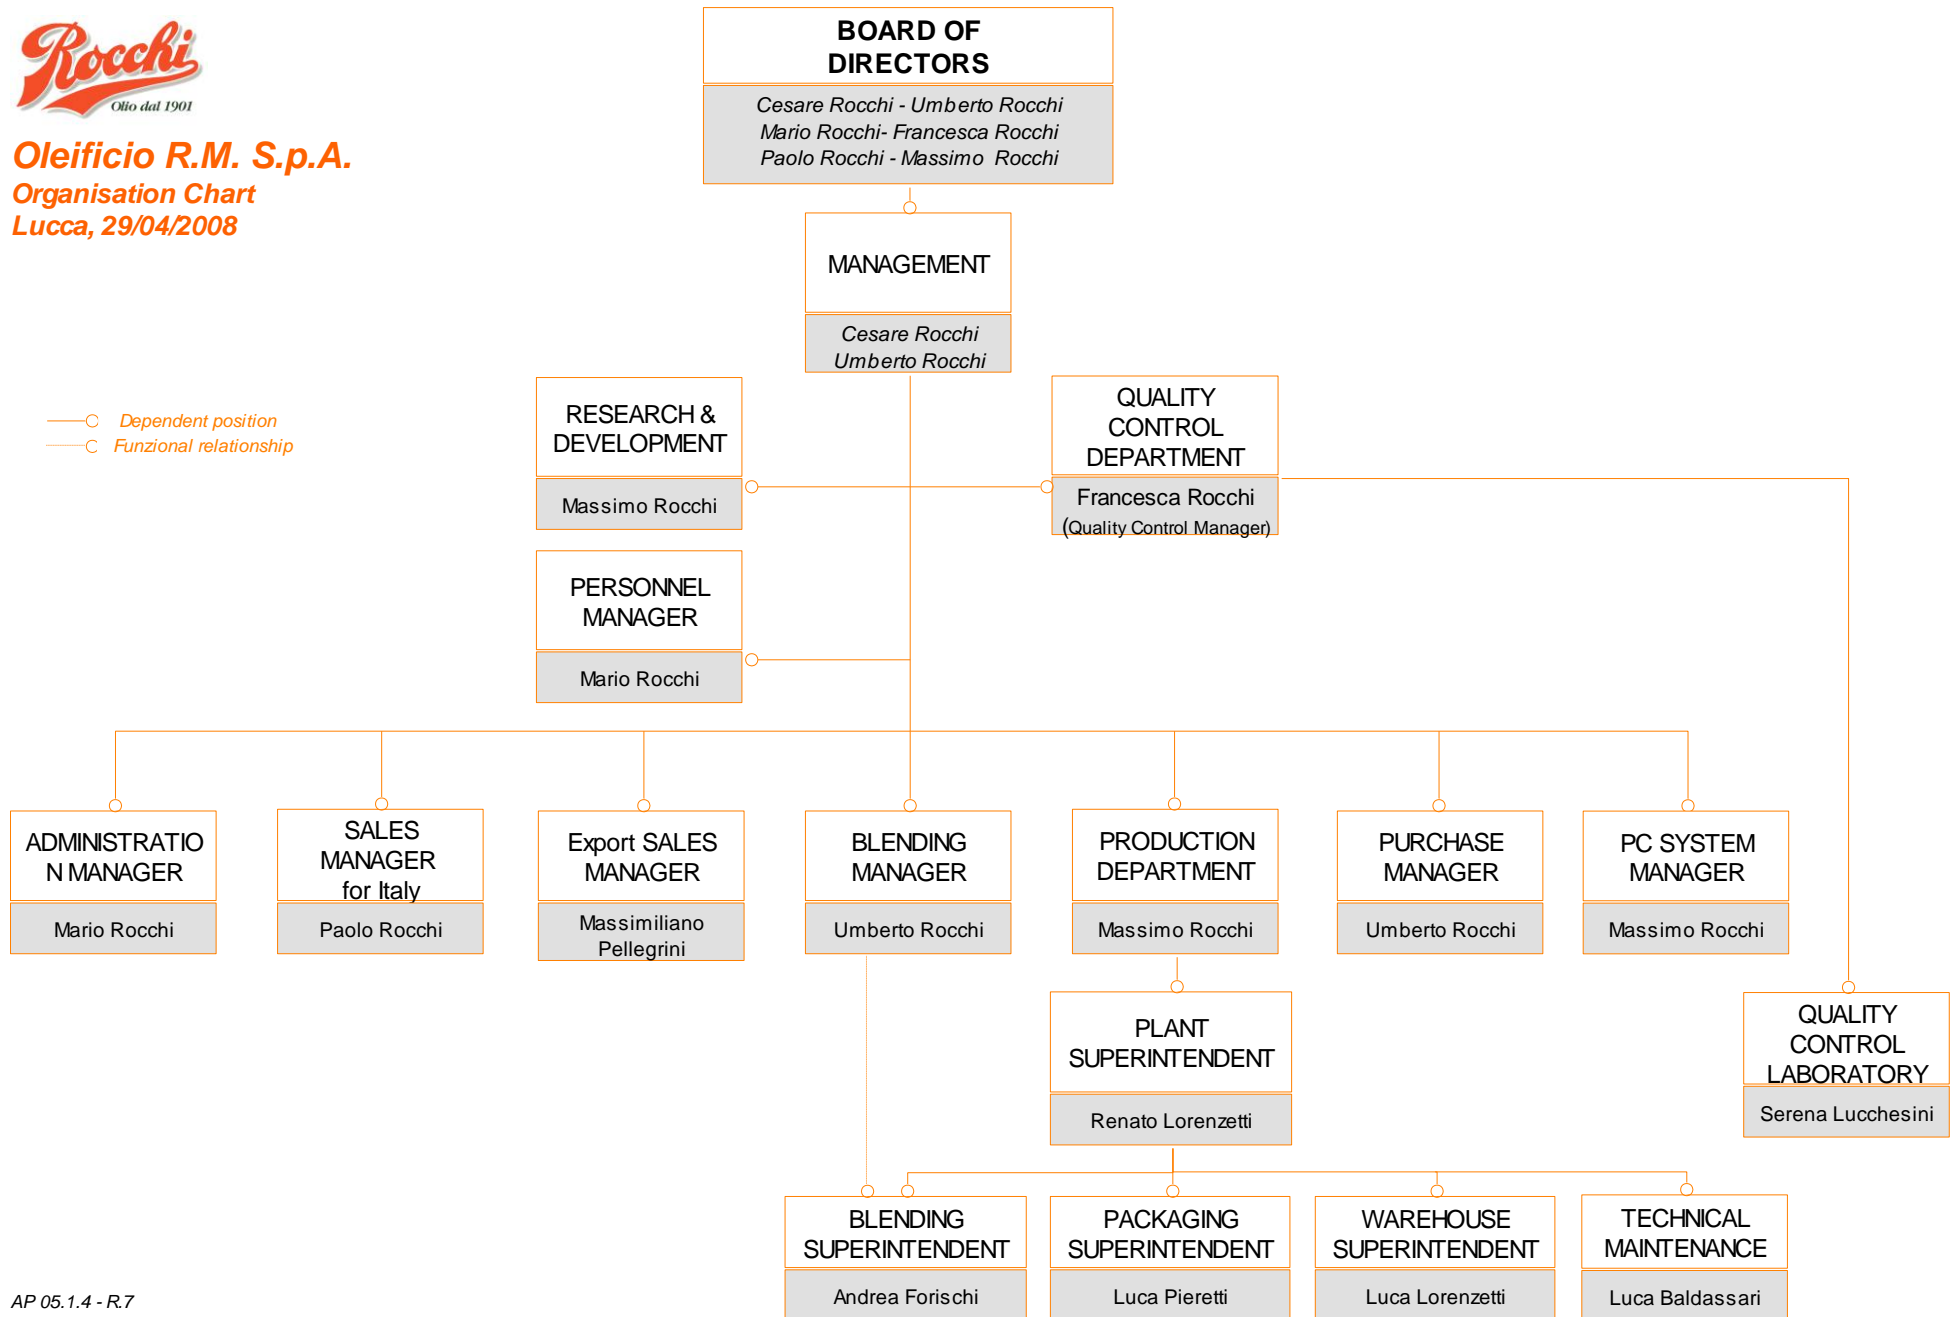 Rocchi
Olio dal 1901
Oleificio R.M. S.p.A.
Organisation Chart
Lucca, 29/04/2008
BOARD OF
DIRECTORS
Cesare Rocchi - Umberto Rocchi
Mario Rocchi- Francesca Rocchi
Paolo Rocchi - Massimo Rocchi
MANAGEMENT
Cesare Rocchi
Umberto Rocchi
Dependent position
Funzional relationship
RESEARCH &
DEVELOPMENT
Massimo Rocchi
QUALITY
CONTROL
DEPARTMENT
Francesca Rocchi
(Quality Control Manager)
PERSONNEL
MANAGER
Mario Rocchi
ADMINISTRATIO
N MANAGER
Mario Rocchi
SALES
MANAGER
for Italy
Paolo Rocchi
Export SALES
MANAGER
Massimiliano
Pellegrini
BLENDING
MANAGER
Umberto Rocchi
PRODUCTION
DEPARTMENT
Massimo Rocchi
PURCHASE
MANAGER
Umberto Rocchi
PC SYSTEM
MANAGER
Massimo Rocchi
PLANT
SUPERINTENDENT
Renato Lorenzetti
QUALITY
CONTROL
LABORATORY
Serena Lucchesini
BLENDING
SUPERINTENDENT
Andrea Forischi
PACKAGING
SUPERINTENDENT
Luca Pieretti
WAREHOUSE
SUPERINTENDENT
Luca Lorenzetti
TECHNICAL
MAINTENANCE
Luca Baldassari
AP 05.1.4 - R.7